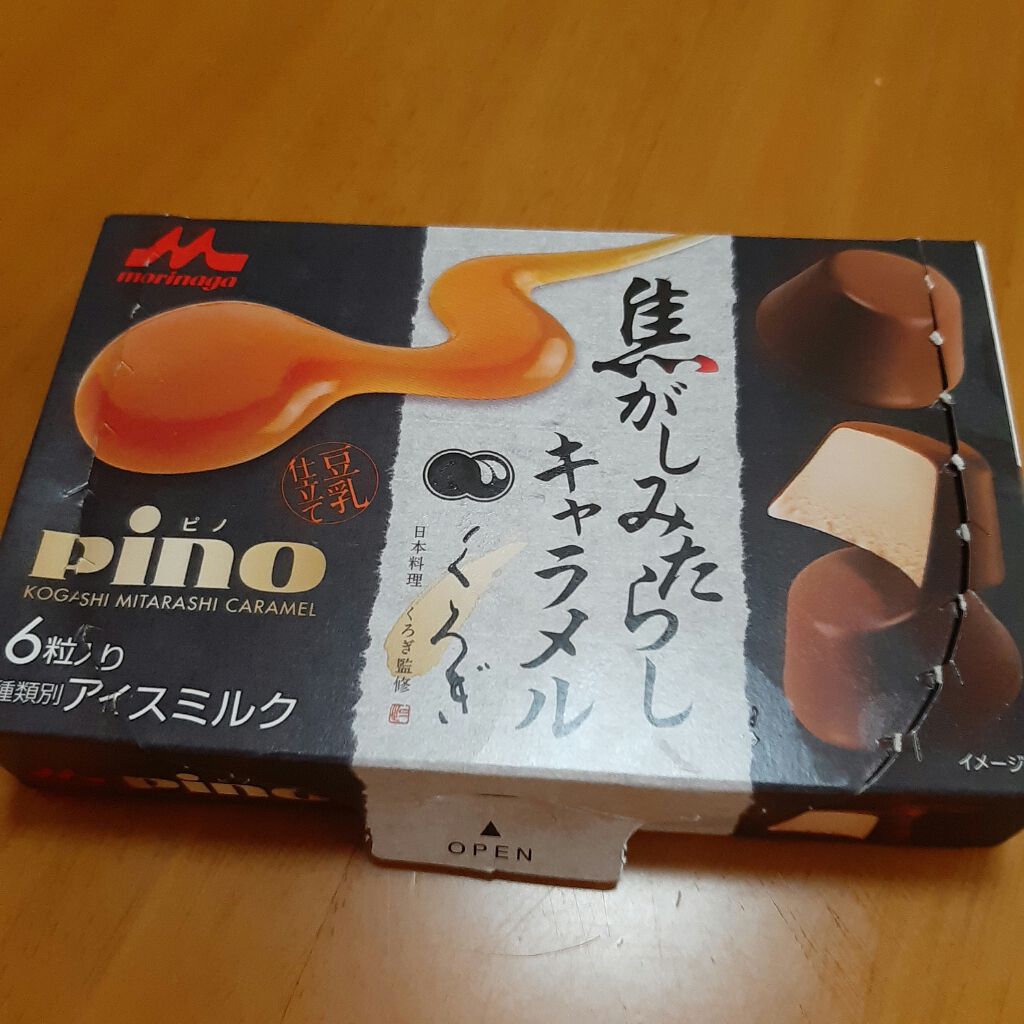 morinaga
焦がしみたらし
キャラメル
豆乳
仕立て
日本料理 くろぎ監修
くろぎ
ピノ
pino
KOGASHI MITARASHI CARAMEL
6粒入り
種類別 アイスミルク
イメージ
pino
OPEN